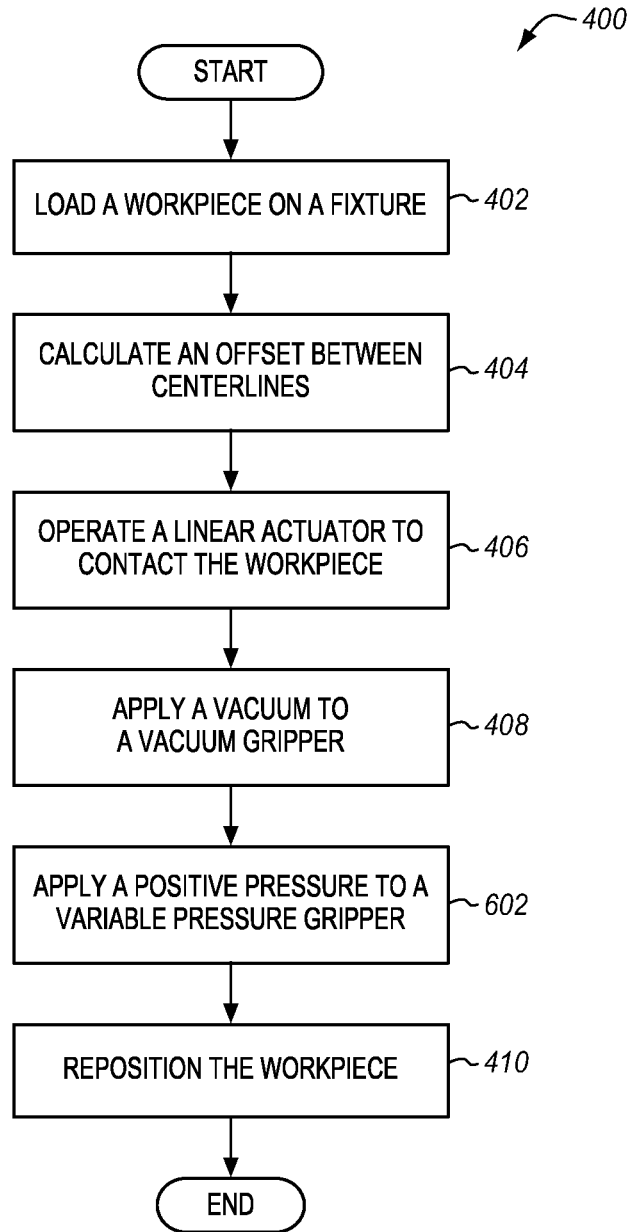 400
START
LOAD A WORKPIECE ON A FIXTURE
402
CALCULATE AN OFFSET BETWEEN
CENTERLINES
404
OPERATE A LINEAR ACTUATOR TO
CONTACT THE WORKPIECE
406
APPLY A VACUUM TO
A VACUUM GRIPPER
408
APPLY A POSITIVE PRESSURE TO A
VARIABLE PRESSURE GRIPPER
602
REPOSITION THE WORKPIECE
410
END